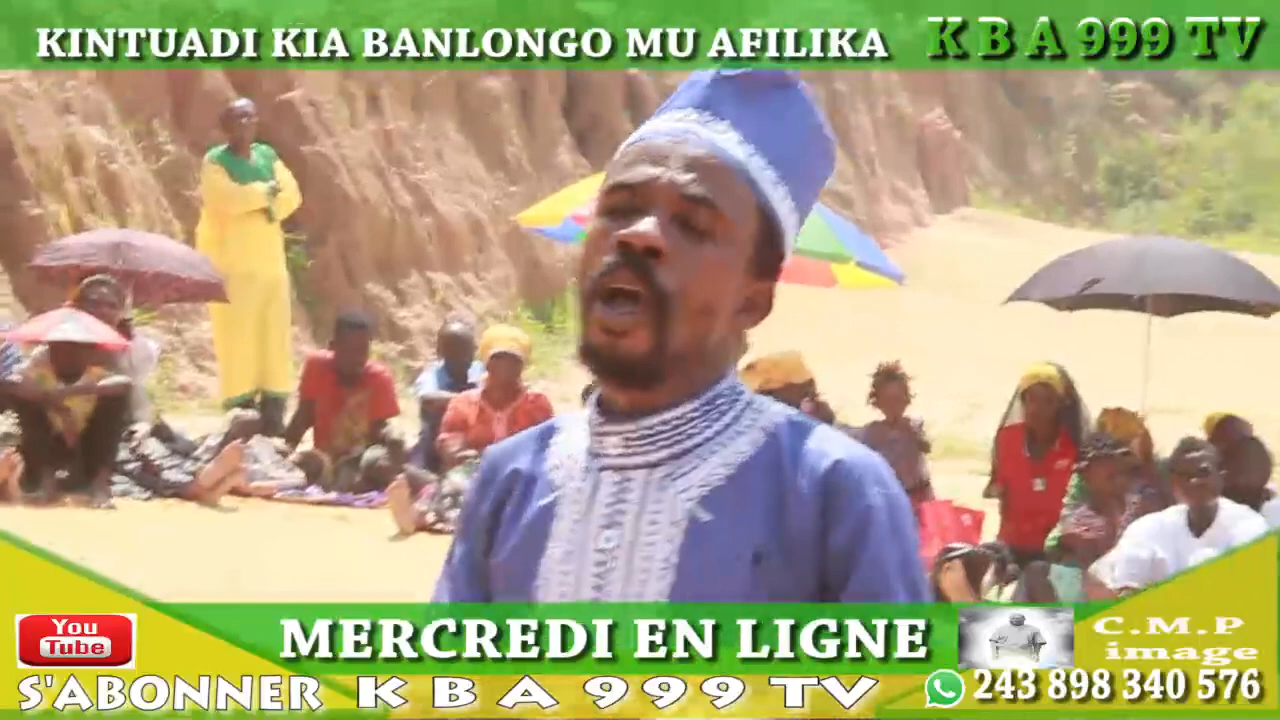 KINTUADI KIA BANLONGO MU AFILIKA
K B A 999 TV
MERCREDI EN LIGNE
You
Tube
C.M.P
image
S'ABONNER K B A 999 TV
243 898 340 576